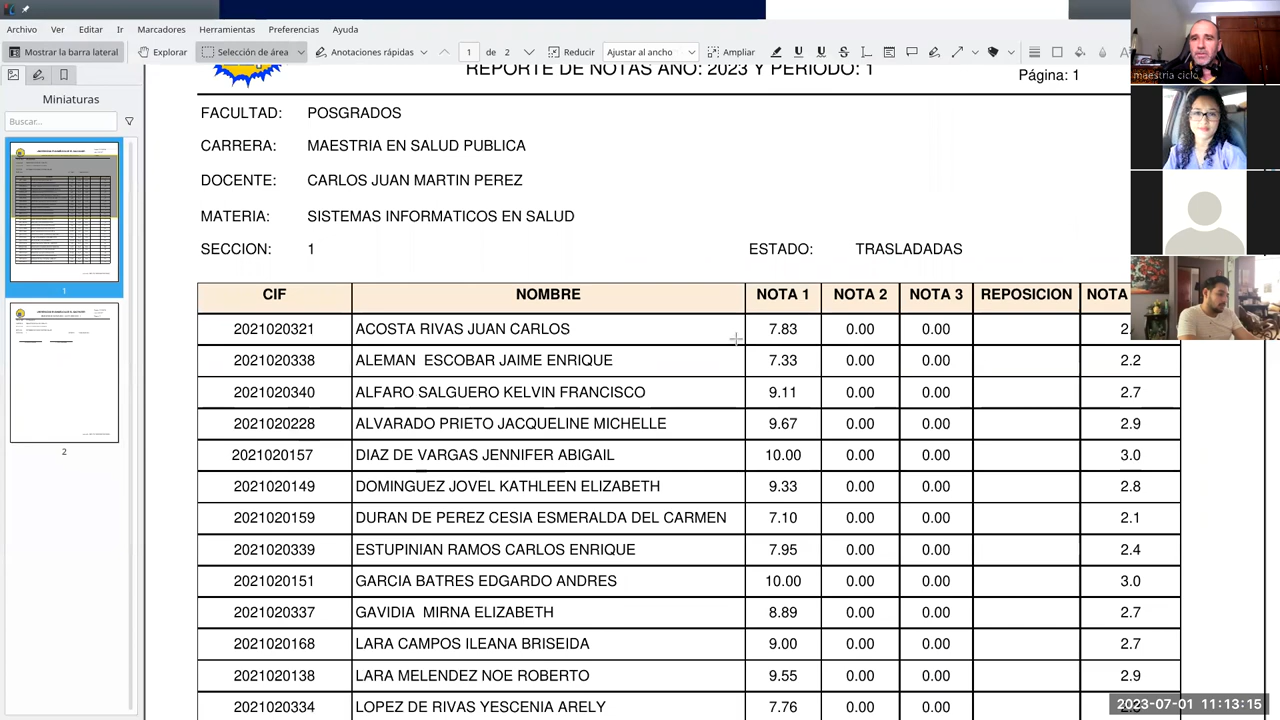 Archivo Ver Editar Ir Marcadores Herramientas Preferencias Ayuda
Mostrar la barra lateral Explorar Selección de área Anotaciones rápidas 1 de 2 Reducir Ajustar al ancho Ampliar
Miniaturas
Buscar...
1
2
REPORTE DE NOTAS AÑO: 2023 Y PERIODO: 1
Página: 1
FACULTAD: POSGRADOS
CARRERA: MAESTRIA EN SALUD PUBLICA
DOCENTE: CARLOS JUAN MARTIN PEREZ
MATERIA: SISTEMAS INFORMATICOS EN SALUD
SECCION: 1 ESTADO: TRASLADADAS
CIF NOMBRE NOTA 1 NOTA 2 NOTA 3 REPOSICION NOTA
2021020321 ACOSTA RIVAS JUAN CARLOS 7.83 0.00 0.00
2021020338 ALEMAN ESCOBAR JAIME ENRIQUE 7.33 0.00 0.00 2.2
2021020340 ALFARO SALGUERO KELVIN FRANCISCO 9.11 0.00 0.00 2.7
2021020228 ALVARADO PRIETO JACQUELINE MICHELLE 9.67 0.00 0.00 2.9
2021020157 DIAZ DE VARGAS JENNIFER ABIGAIL 10.00 0.00 0.00 3.0
2021020149 DOMINGUEZ JOVEL KATHLEEN ELIZABETH 9.33 0.00 0.00 2.8
2021020159 DURAN DE PEREZ CESIA ESMERALDA DEL CARMEN 7.10 0.00 0.00 2.1
2021020339 ESTUPINIAN RAMOS CARLOS ENRIQUE 7.95 0.00 0.00 2.4
2021020151 GARCIA BATRES EDGARDO ANDRES 10.00 0.00 0.00 3.0
2021020337 GAVIDIA MIRNA ELIZABETH 8.89 0.00 0.00 2.7
2021020168 LARA CAMPOS ILEANA BRISEIDA 9.00 0.00 0.00 2.7
2021020138 LARA MELENDEZ NOE ROBERTO 9.55 0.00 0.00 2.9
2021020334 LOPEZ DE RIVAS YESCENIA ARELY 7.76 0.00 0.00
maestria ciclo
2023-07-01 11:13:15